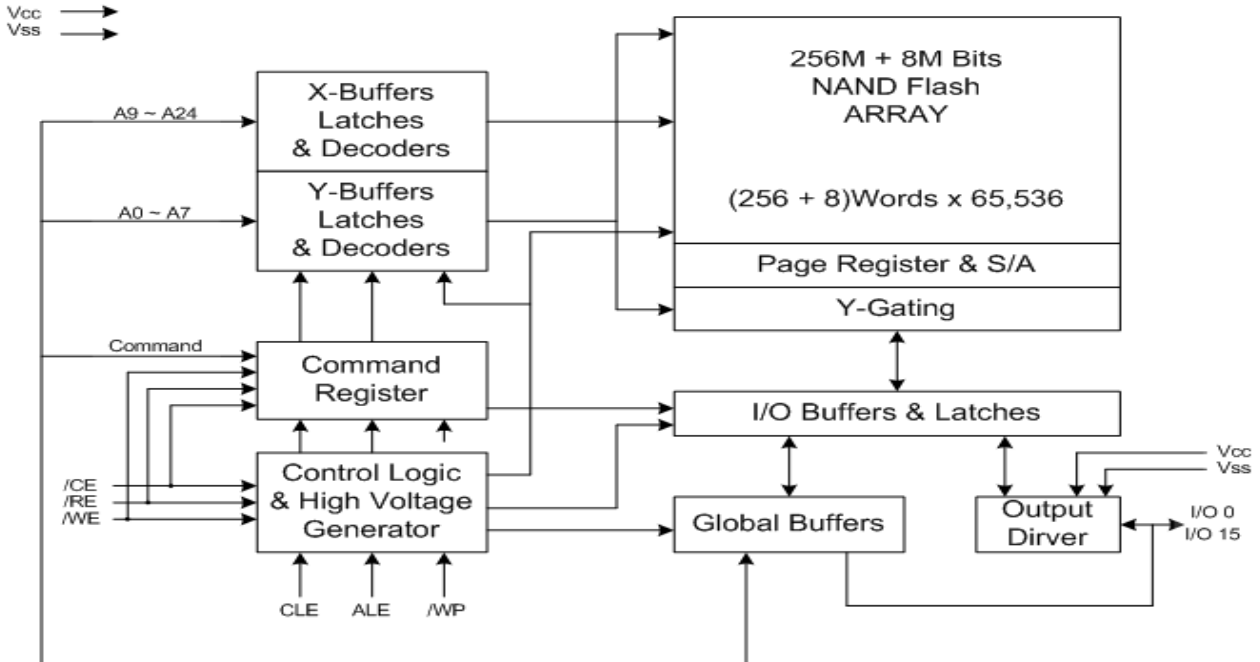 Vcc
Vss
A9 ~ A24
X-Buffers
Latches
& Decoders
A0 ~ A7
Y-Buffers
Latches
& Decoders
256M + 8M Bits
NAND Flash
ARRAY
(256 + 8)Words x 65,536
Page Register & S/A
Y-Gating
Command
Command
Register
I/O Buffers & Latches
/CE
/RE
/WE
Control Logic
& High Voltage
Generator
Global Buffers
Output
Dirver
Vcc
Vss
I/O 0
I/O 15
CLE
ALE
/WP